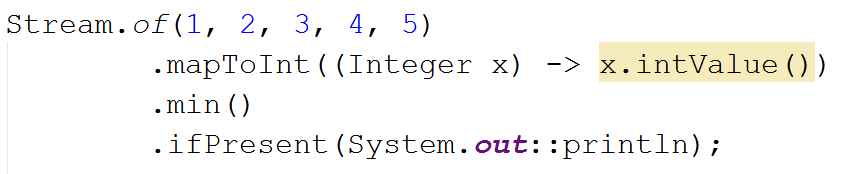 Stream.of(1, 2, 3, 4, 5)
.mapToInt((Integer x) -> x.intValue())
.min()
.ifPresent(System.out::println);